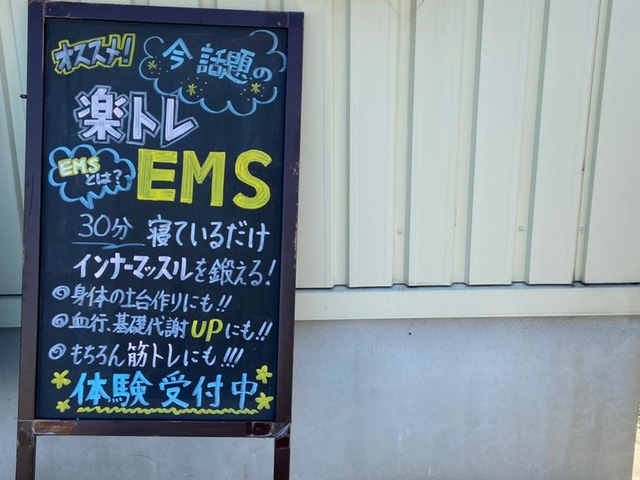 オススメ!
今話題の
楽トレ
EMSとは?
EMS
30分 寝ているだけ
インナーマッスルを鍛える!
◎身体の土台作りにも!!
◎血行、基礎代謝UPにも!!
◎もちろん筋トレにも!!!
体験受付中